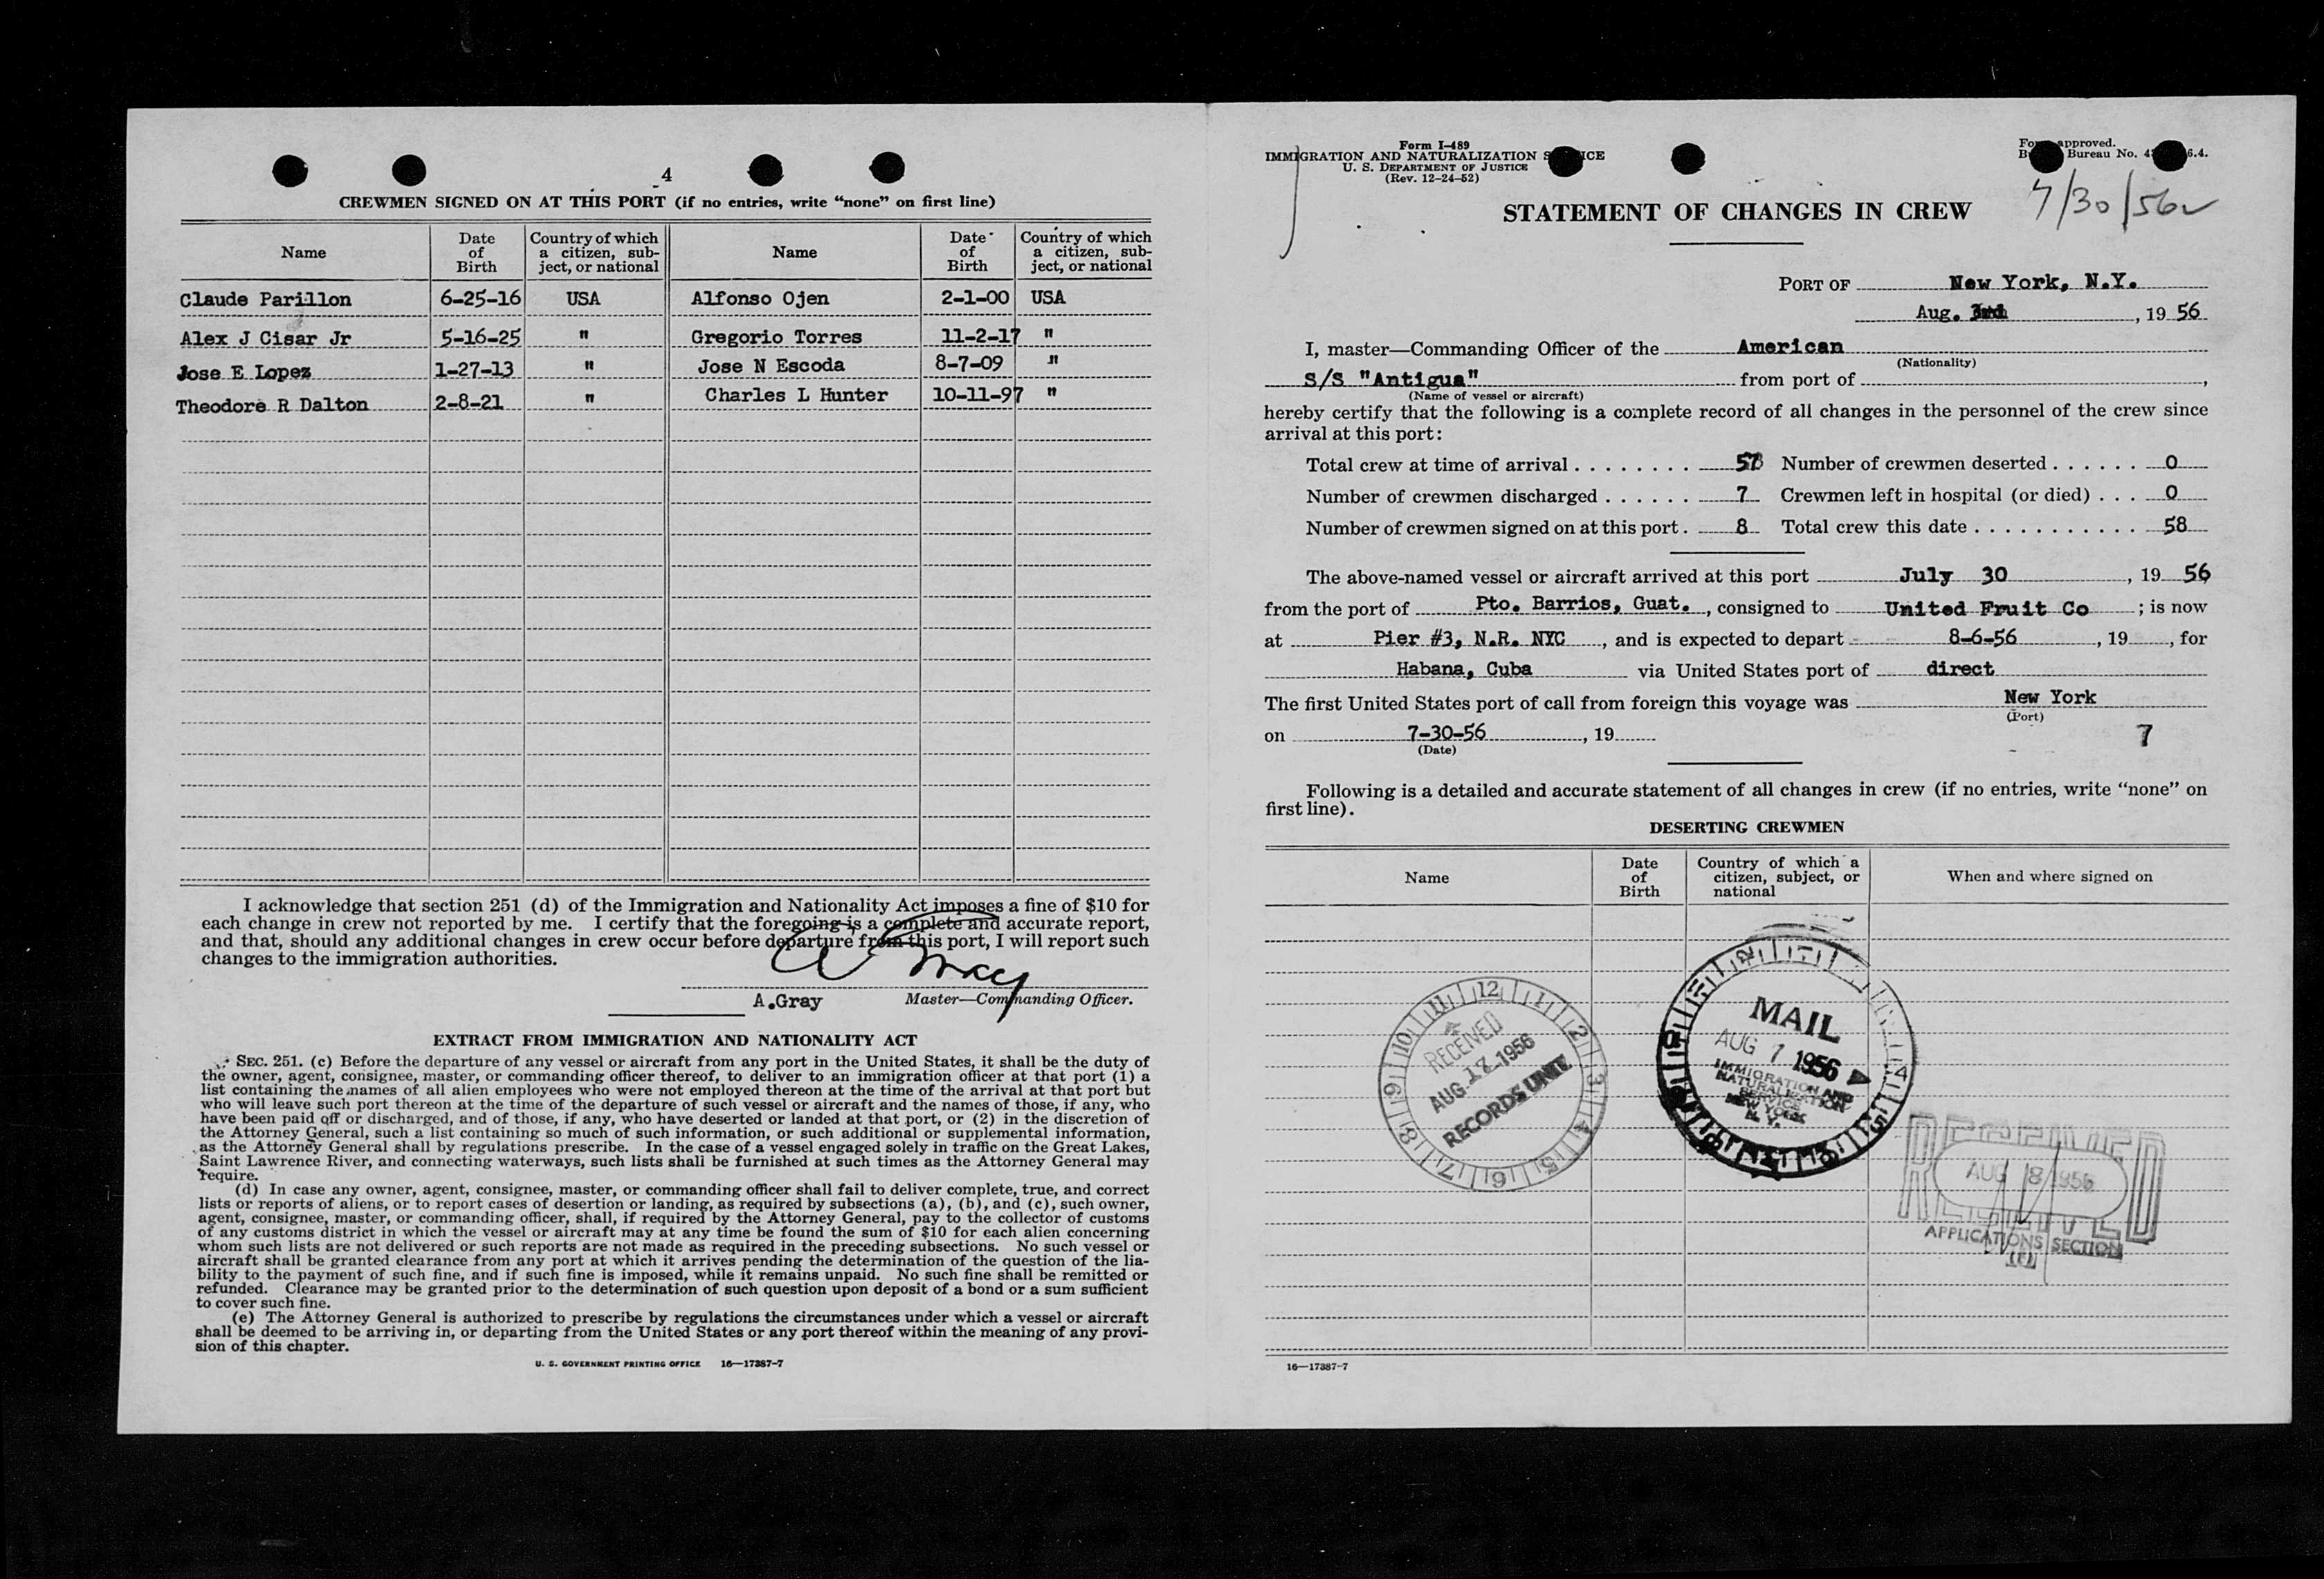 4
CREWMEN SIGNED ON AT THIS PORT (if no entries, write “none” on first line)
Name Date of Birth Country of which a citizen, subject, or national Name Date of Birth Country of which a citizen, subject, or national
Claude Parillon 6-25-16 USA Alfonso Ojen 2-1-00 USA
Alex J Cisar Jr 5-16-25 " Gregorio Torres 11-2-17 "
Jose E Lopez 1-27-13 " Jose N Escoda 8-7-09 "
Theodore R Dalton 2-8-21 " Charles L Hunter 10-11-97 "
I acknowledge that section 251 (d) of the Immigration and Nationality Act imposes a fine of $10 for
each change in crew not reported by me. I certify that the foregoing is a complete and accurate report,
and that, should any additional changes in crew occur before departure from this port, I will report such
changes to the immigration authorities.
A Gray
A.Gray Master—Commanding Officer.
EXTRACT FROM IMMIGRATION AND NATIONALITY ACT
SEC. 251. (c) Before the departure of any vessel or aircraft from any port in the United States, it shall be the duty of
the owner, agent, consignee, master, or commanding officer thereof, to deliver to an immigration officer at that port (1) a
list containing the names of all alien employees who were not employed thereon at the time of the arrival at that port but
who will leave such port thereon at the time of the departure of such vessel or aircraft and the names of those, if any, who
have been paid off or discharged, and of those, if any, who have deserted or landed at that port, or (2) in the discretion of
the Attorney General, such a list containing so much of such information, or such additional or supplemental information,
as the Attorney General shall by regulations prescribe. In the case of a vessel engaged solely in traffic on the Great Lakes,
Saint Lawrence River, and connecting waterways, such lists shall be furnished at such times as the Attorney General may
require.
(d) In case any owner, agent, consignee, master, or commanding officer shall fail to deliver complete, true, and correct
lists or reports of aliens, or to report cases of desertion or landing, as required by subsections (a), (b), and (c), such owner,
agent, consignee, master, or commanding officer, shall, if required by the Attorney General, pay to the collector of customs
of any customs district in which the vessel or aircraft may at any time be found the sum of $10 for each alien concerning
whom such lists are not delivered or such reports are not made as required in the preceding subsections. No such vessel or
aircraft shall be granted clearance from any port at which it arrives pending the determination of the question of the lia-
bility to the payment of such fine, and if such fine is imposed, while it remains unpaid. No such fine shall be remitted or
refunded. Clearance may be granted prior to the determination of such question upon deposit of a bond or a sum sufficient
to cover such fine.
(e) The Attorney General is authorized to prescribe by regulations the circumstances under which a vessel or aircraft
shall be deemed to be arriving in, or departing from the United States or any port thereof within the meaning of any provi-
sion of this chapter.
U. S. GOVERNMENT PRINTING OFFICE 16—17387-7
Form I-489
IMMIGRATION AND NATURALIZATION
U. S. DEPARTMENT OF JUSTICE
(Rev. 12-24-52)
approved.
Bureau No. 6.4.
7/30/56
STATEMENT OF CHANGES IN CREW
PORT OF New York, N.Y.
Aug. , 19 56
I, master—Commanding Officer of the American
(Nationality)
S/S "Antigua" from port of ,
(Name of vessel or aircraft)
hereby certify that the following is a complete record of all changes in the personnel of the crew since
arrival at this port:
Total crew at time of arrival 57 Number of crewmen deserted 0
Number of crewmen discharged 7 Crewmen left in hospital (or died) 0
Number of crewmen signed on at this port 8 Total crew this date 58
The above-named vessel or aircraft arrived at this port July 30, 19 56
from the port of Pto. Barrios, Guat., consigned to United Fruit Co; is now
at Pier #3, N.R. NYC, and is expected to depart 8-6-56, 19 , for
Habana, Cuba via United States port of direct
The first United States port of call from foreign this voyage was New York
(Port)
on 7-30-56, 19
(Date)
7
Following is a detailed and accurate statement of all changes in crew (if no entries, write “none” on
first line).
DESERTING CREWMEN
Name Date of Birth Country of which a citizen, subject, or national When and where signed on
RECEIVED
AUG 17 1956
RECORDS UNIT
MAIL
AUG 7 1956
IMMIGRATION AND
NATURALIZATION
SERVICE
NEW YORK
N. Y.
RECEIVED
AUG 8 1956
APPLICATIONS SECTION
16—17387-7